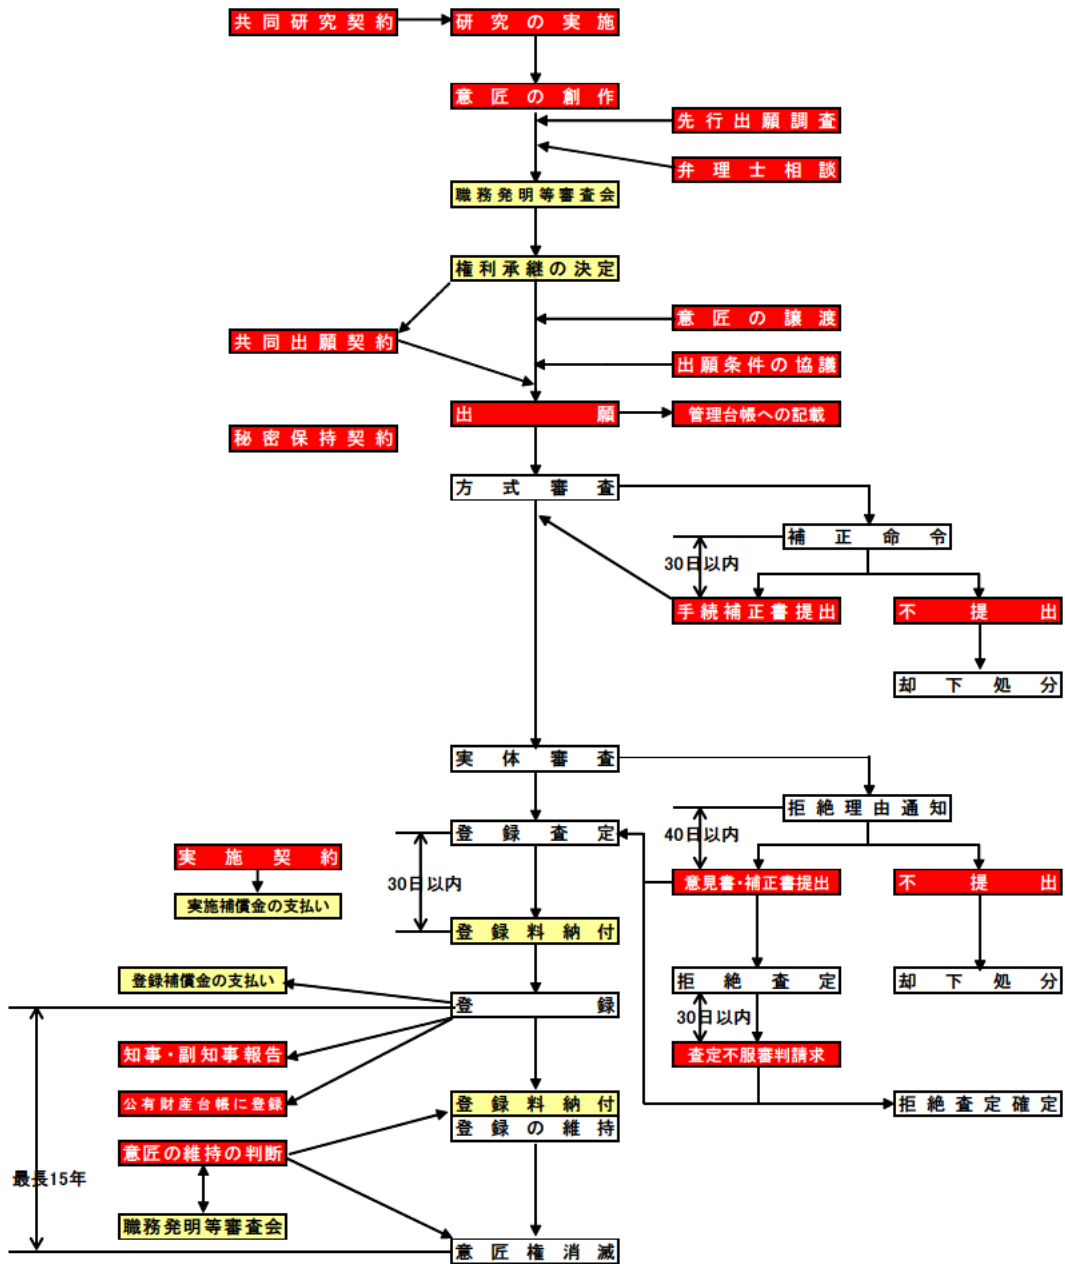 共同研究契約
研究の実施
意匠の創作
先行出願調査
弁理士相談
職務発明等審査会
権利承継の決定
意匠の譲渡
共同出願契約
出願条件の協議
出願
管理台帳への記載
秘密保持契約
方式審査
補正命令
30日以内
手続補正書提出
不提出
却下処分
実体審査
拒絶理由通知
登録査定
40日以内
実施契約
30日以内
意見書・補正書提出
不提出
実施補償金の支払い
登録料納付
登録補償金の支払い
拒絶査定
却下処分
登録
30日以内
知事・副知事報告
査定不服審判請求
公有財産台帳に登録
登録料納付
拒絶査定確定
登録の維持
意匠の維持の判断
最長15年
職務発明等審査会
意匠権消滅